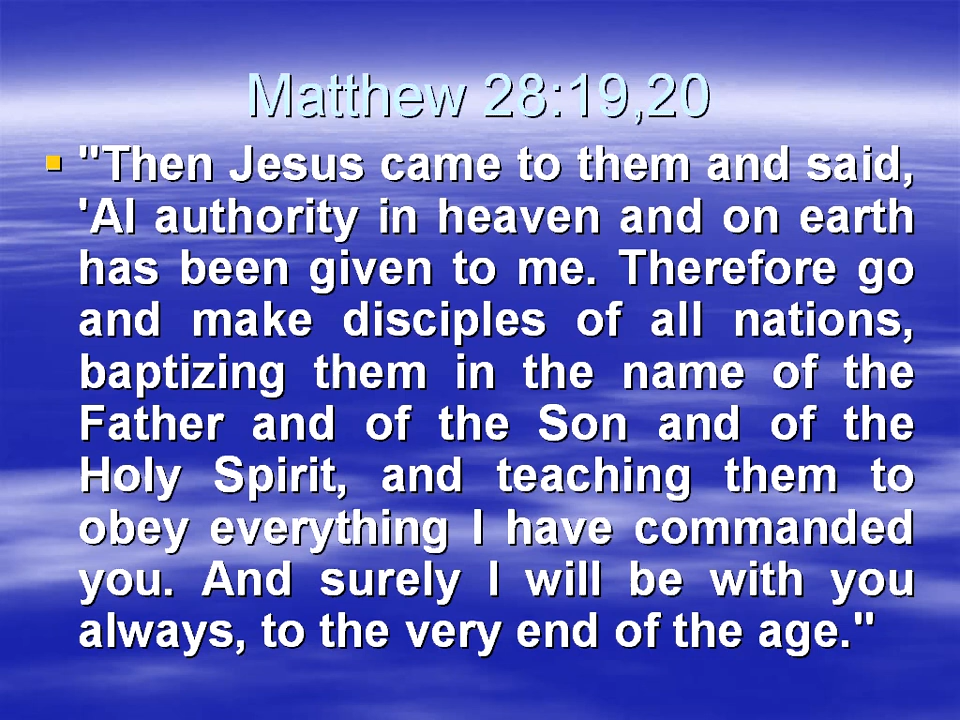 Matthew 28:19,20
"Then Jesus came to them and said,
'Al authority in heaven and on earth
has been given to me. Therefore go
and make disciples of all nations,
baptizing them in the name of the
Father and of the Son and of the
Holy Spirit, and teaching them to
obey everything I have commanded
you. And surely I will be with you
always, to the very end of the age."